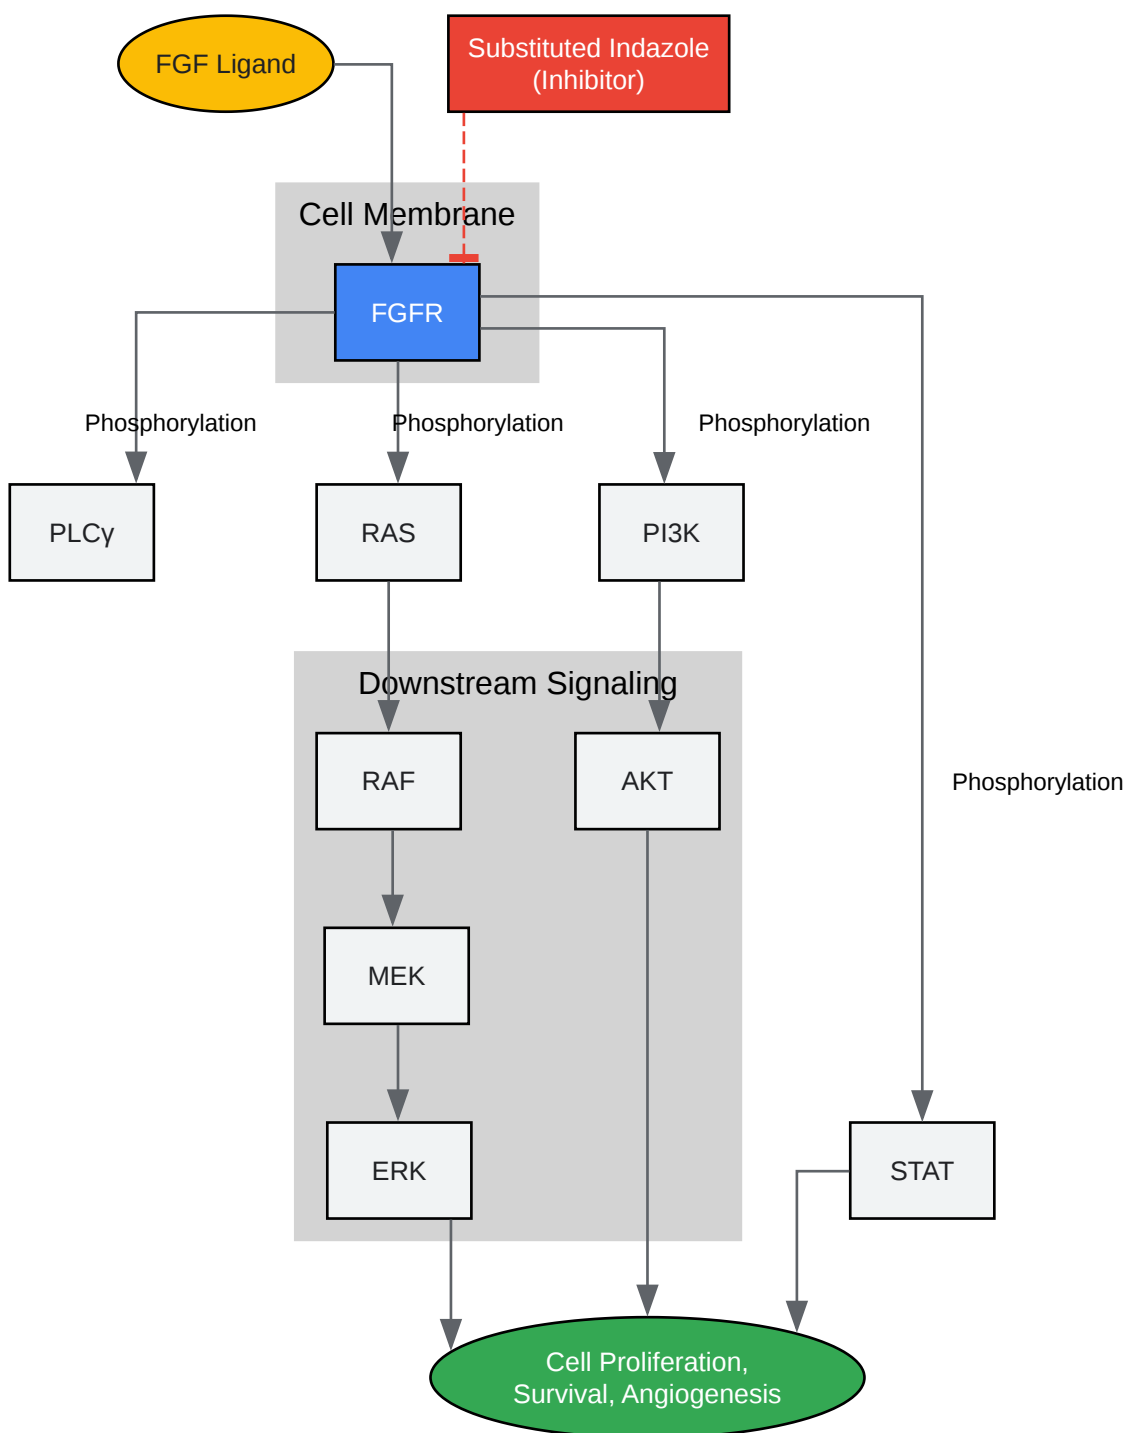 FGF Ligand
Substituted Indazole
(Inhibitor)
Cell Membrane
FGFR
Phosphorylation
Phosphorylation
Phosphorylation
PLCγ
RAS
PI3K
Downstream Signaling
RAF
AKT
Phosphorylation
MEK
ERK
STAT
Cell Proliferation,
Survival, Angiogenesis